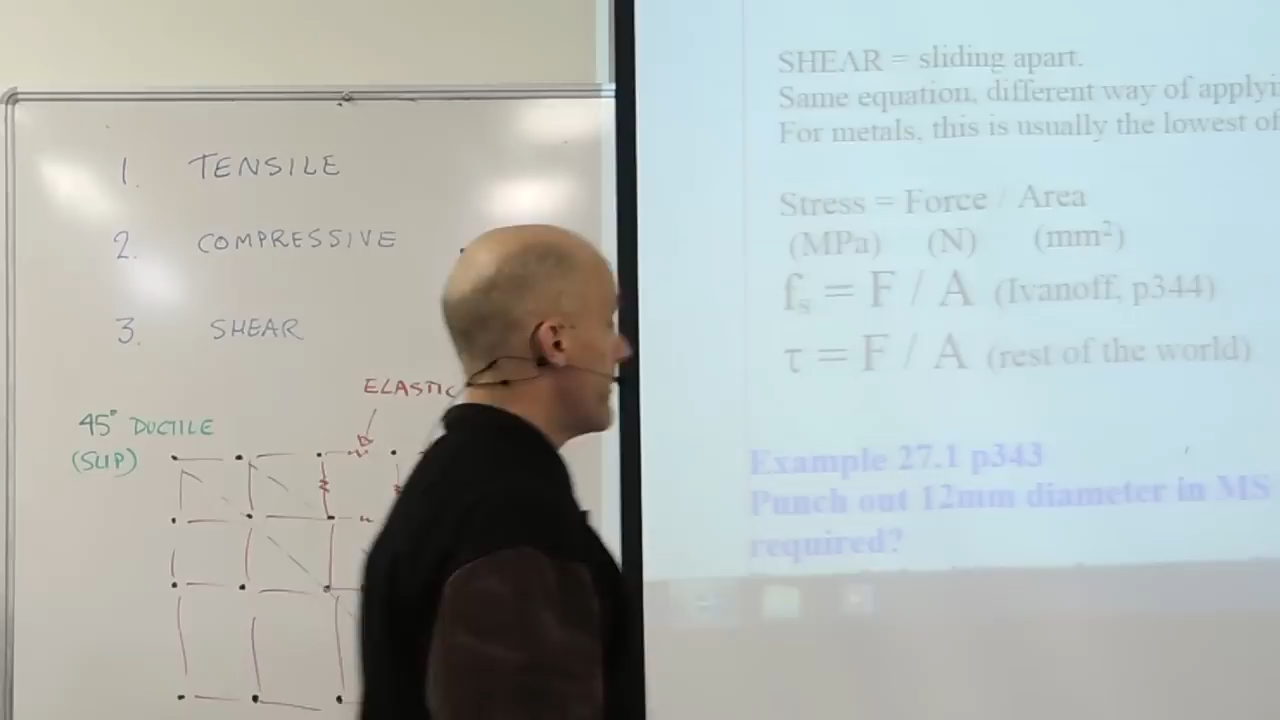 1. TENSILE
2. COMPRESSIVE
3. SHEAR
ELASTIC
45° DUCTILE
(SLIP)
SHEAR = sliding apart.
Same equation, different way of
For metals, this is usually the lowest of
Stress = Force / Area
(MPa) (N) (mm²)
fs = F / A (Ivanoff, p344)
τ = F / A (rest of the world)
Example 27.1 p343
Punch out 12mm diameter in MS
required?